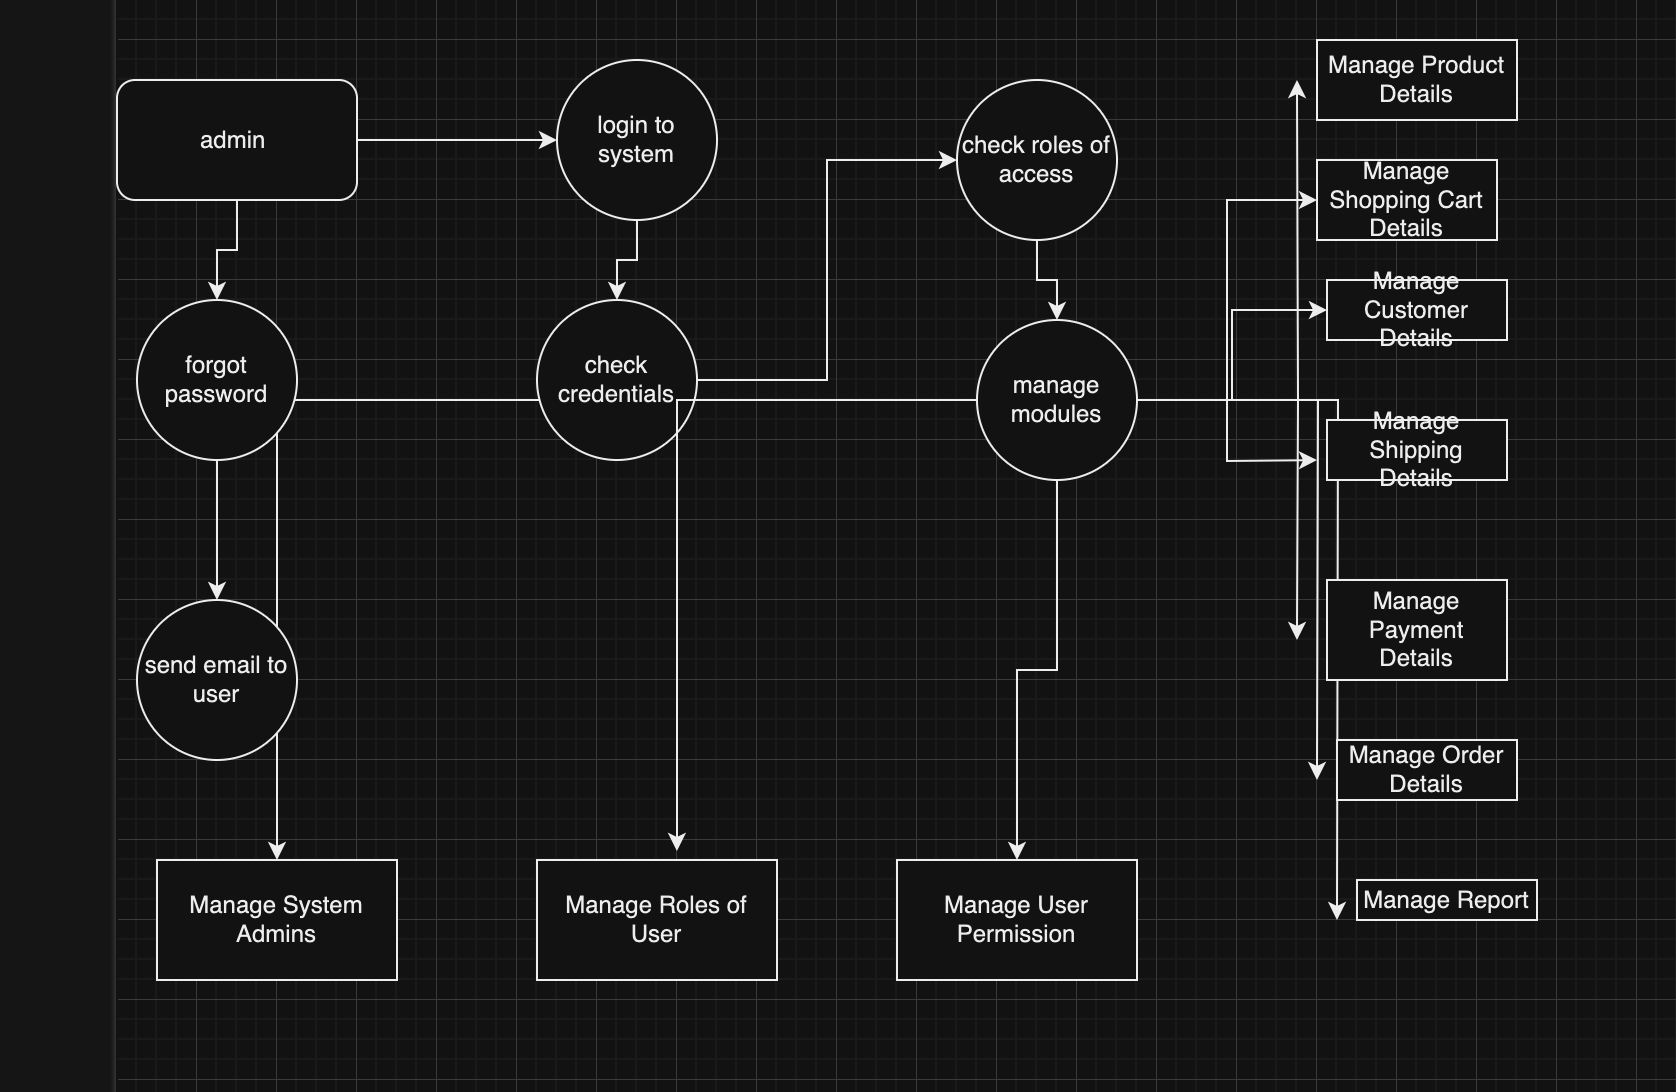 admin
login to
system
check roles of
access
Manage Product
Details
Manage
Shopping Cart
Details
Manage
Customer
Details
forgot
password
check
credentials
manage
modules
Manage
Shipping
Details
Manage
Payment
Details
send email to
user
Manage Order
Details
Manage System
Admins
Manage Roles of
User
Manage User
Permission
Manage Report